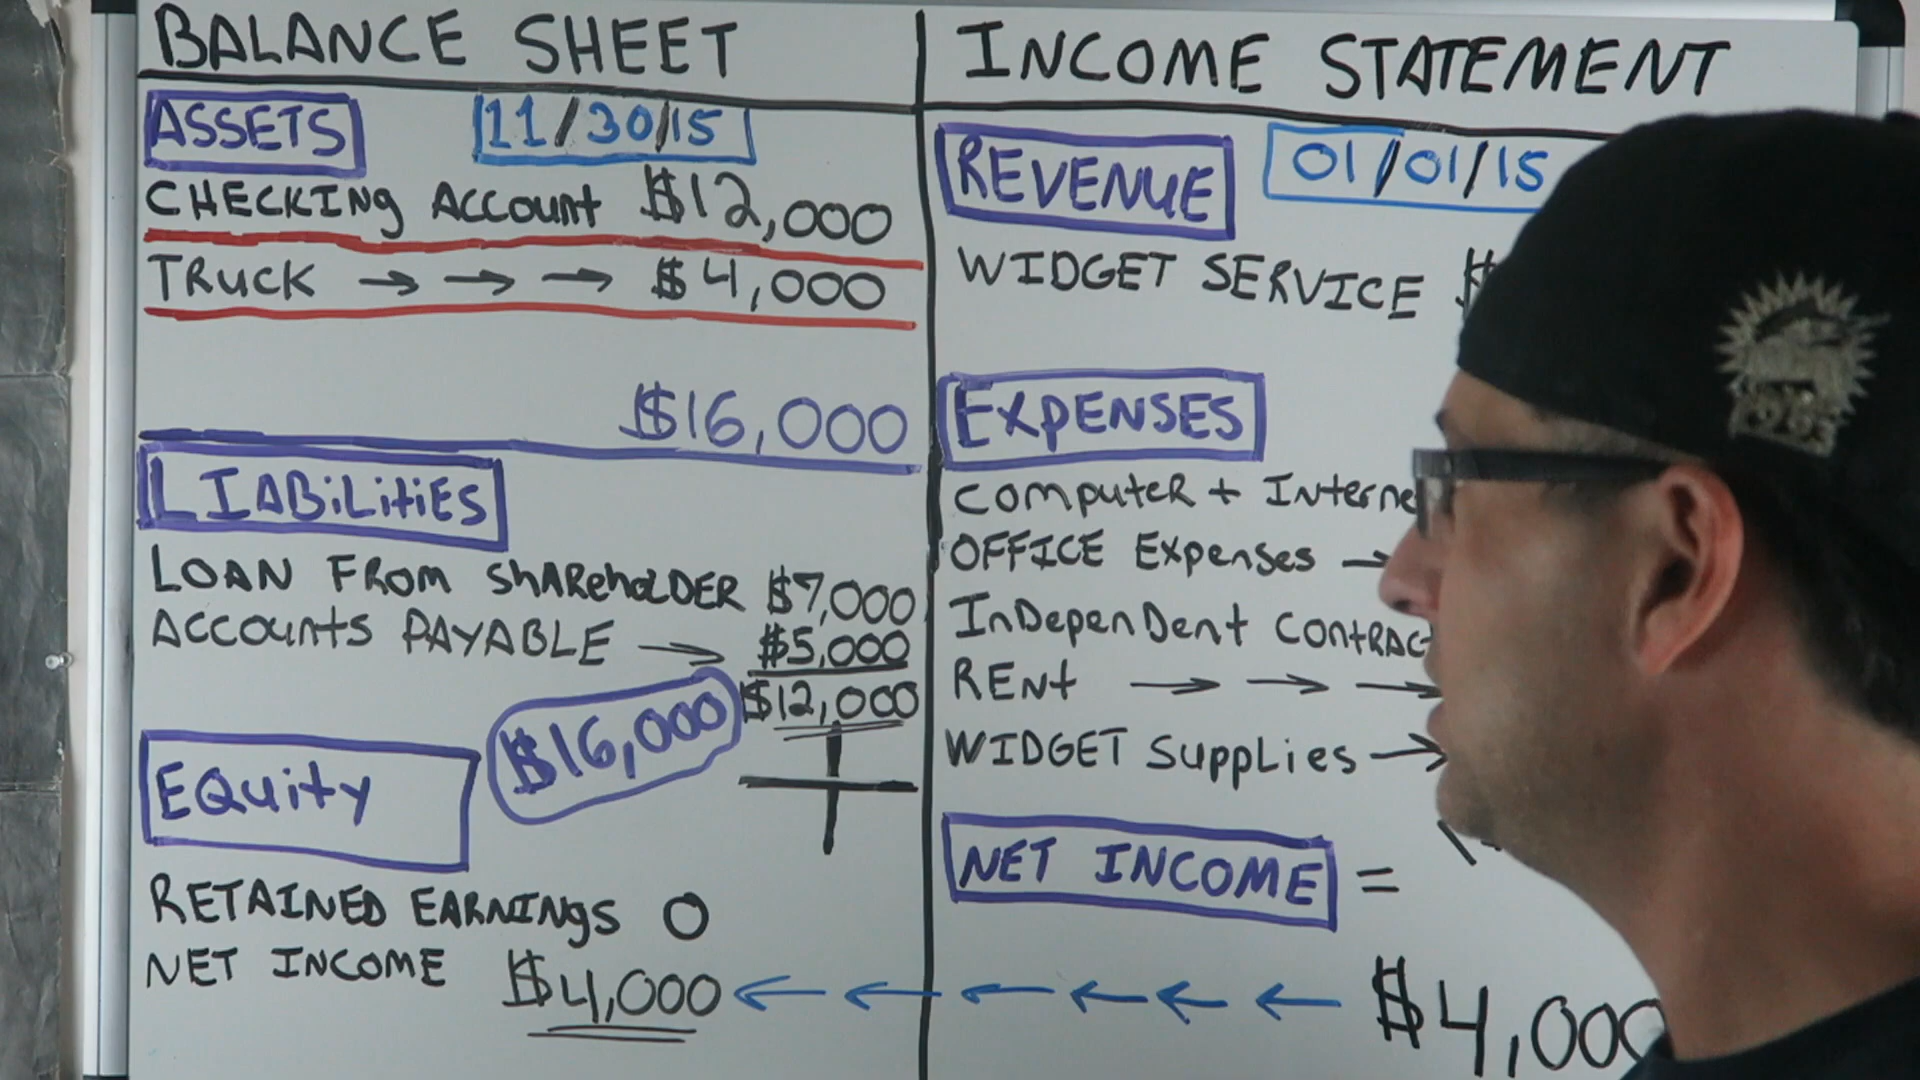 BALANCE SHEET
ASSETS 11/30/15
CHECKING ACCOUNT $12,000
TRUCK → → → $4,000
$16,000
LIABILITIES
LOAN FROM SHAREHOLDER $7,000
ACCOUNTS PAYABLE → $5,000
$12,000
$16,000
+
EQUITY
RETAINED EARNINGS 0
NET INCOME $4,000 ← ← ← ← ← ←
INCOME STATEMENT
REVENUE 01/01/15
WIDGET SERVICE $
EXPENSES
COMPUTER + INTERNE
OFFICE EXPENSES →
INDEPENDENT CONTRAC
RENT → → →
WIDGET SUPPLIES →
NET INCOME =
$4,000